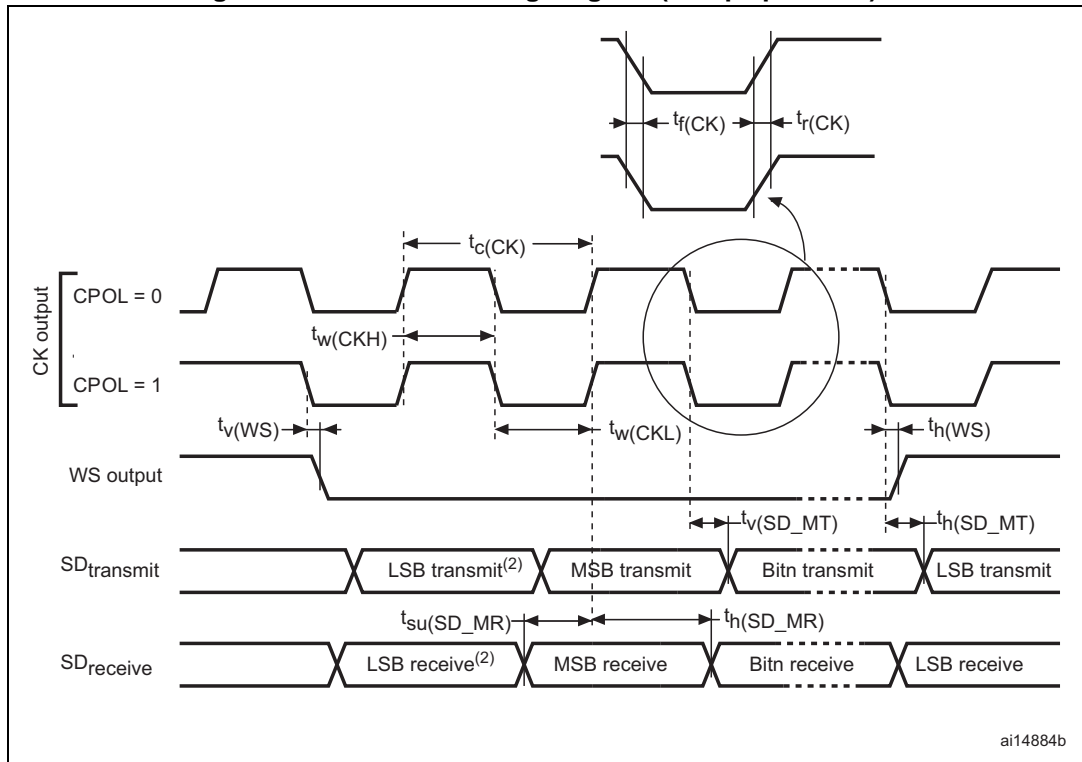 tf(CK)
tr(CK)
tc(CK)
CK output
CPOL = 0
tw(CKH)
CPOL = 1
tv(WS)
tw(CKL)
th(WS)
WS output
tv(SD_MT)
th(SD_MT)
SDtransmit
LSB transmit(2)
MSB transmit
Bitn transmit
LSB transmit
tsu(SD_MR)
th(SD_MR)
SDreceive
LSB receive(2)
MSB receive
Bitn receive
LSB receive
ai14884b